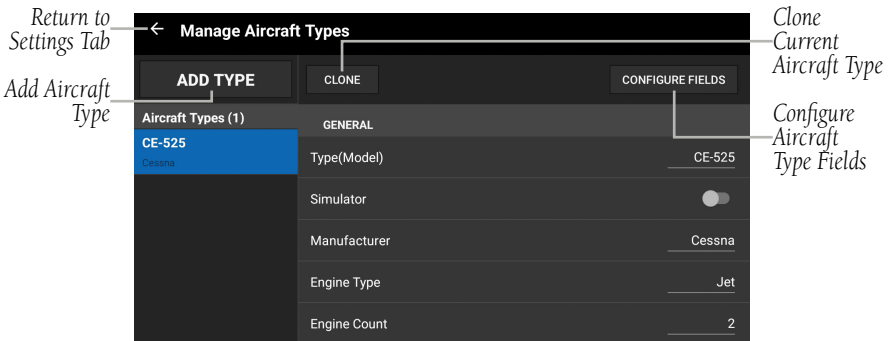 Return to
Settings Tab
Manage Aircraft Types
Clone
Current
Aircraft Type
Add Aircraft
Type
ADD TYPE
CLONE
CONFIGURE FIELDS
Configure
Aircraft
Type Fields
Aircraft Types (1)
GENERAL
CE-525
Cessna
Type(Model) CE-525
Simulator
Manufacturer Cessna
Engine Type Jet
Engine Count 2